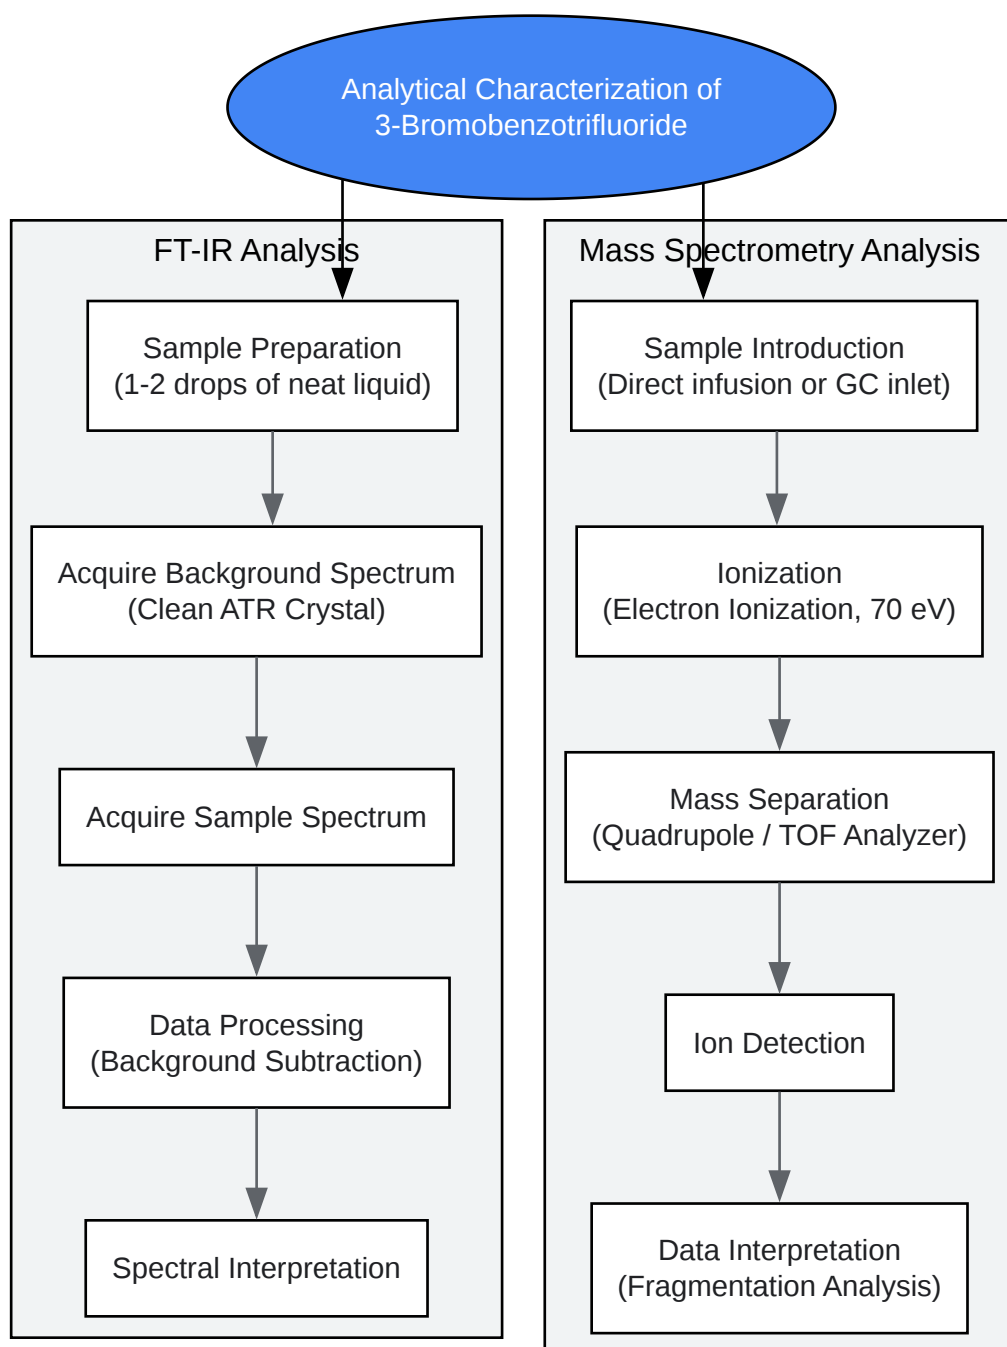 Analytical Characterization of
3-Bromobenzotrifluoride
FT-IR Analysis
Sample Preparation
(1-2 drops of neat liquid)
Acquire Background Spectrum
(Clean ATR Crystal)
Acquire Sample Spectrum
Data Processing
(Background Subtraction)
Spectral Interpretation
Mass Spectrometry Analysis
Sample Introduction
(Direct infusion or GC inlet)
Ionization
(Electron Ionization, 70 eV)
Mass Separation
(Quadrupole / TOF Analyzer)
Ion Detection
Data Interpretation
(Fragmentation Analysis)